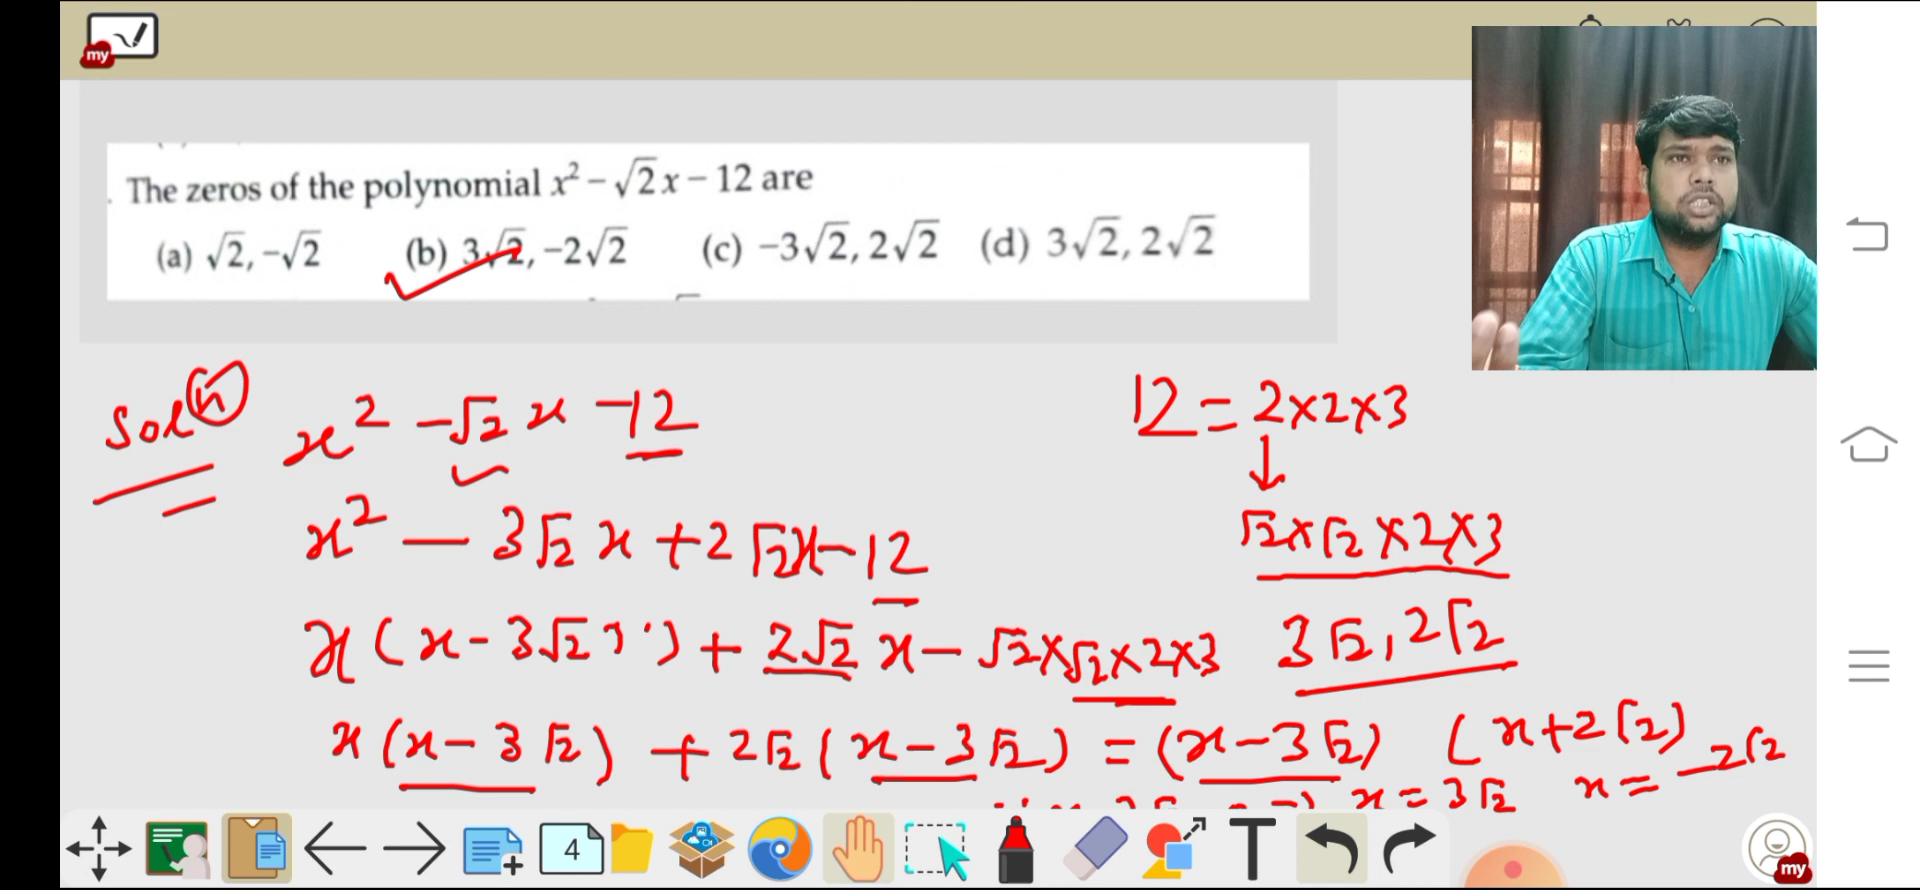 my
The zeros of the polynomial x² − √2x − 12 are
(a) √2, −√2 (b) 3√2, −2√2 (c) −3√2, 2√2 (d) 3√2, 2√2
Sol(n) x² − √2 x − 12
12 = 2×2×3
x² − 3√2 x + 2√2x − 12
√2×√2×2×3
x(x − 3√2) + 2√2 x − √2×√2×2×3
3√2, 2√2
x(x − 3√2) + 2√2(x − 3√2) = (x − 3√2) (x + 2√2)
x = 3√2 x = −2√2
4
T
my